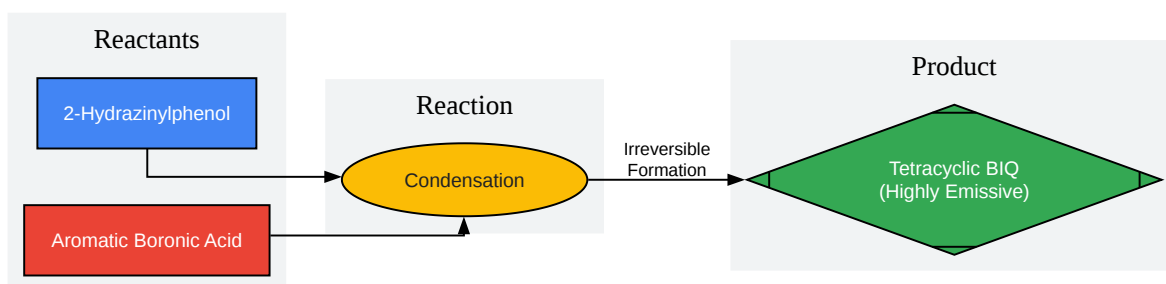 Reactants
2-Hydrazinylphenol
Aromatic Boronic Acid
Reaction
Condensation
Irreversible
Formation
Product
Tetracyclic BIQ
(Highly Emissive)